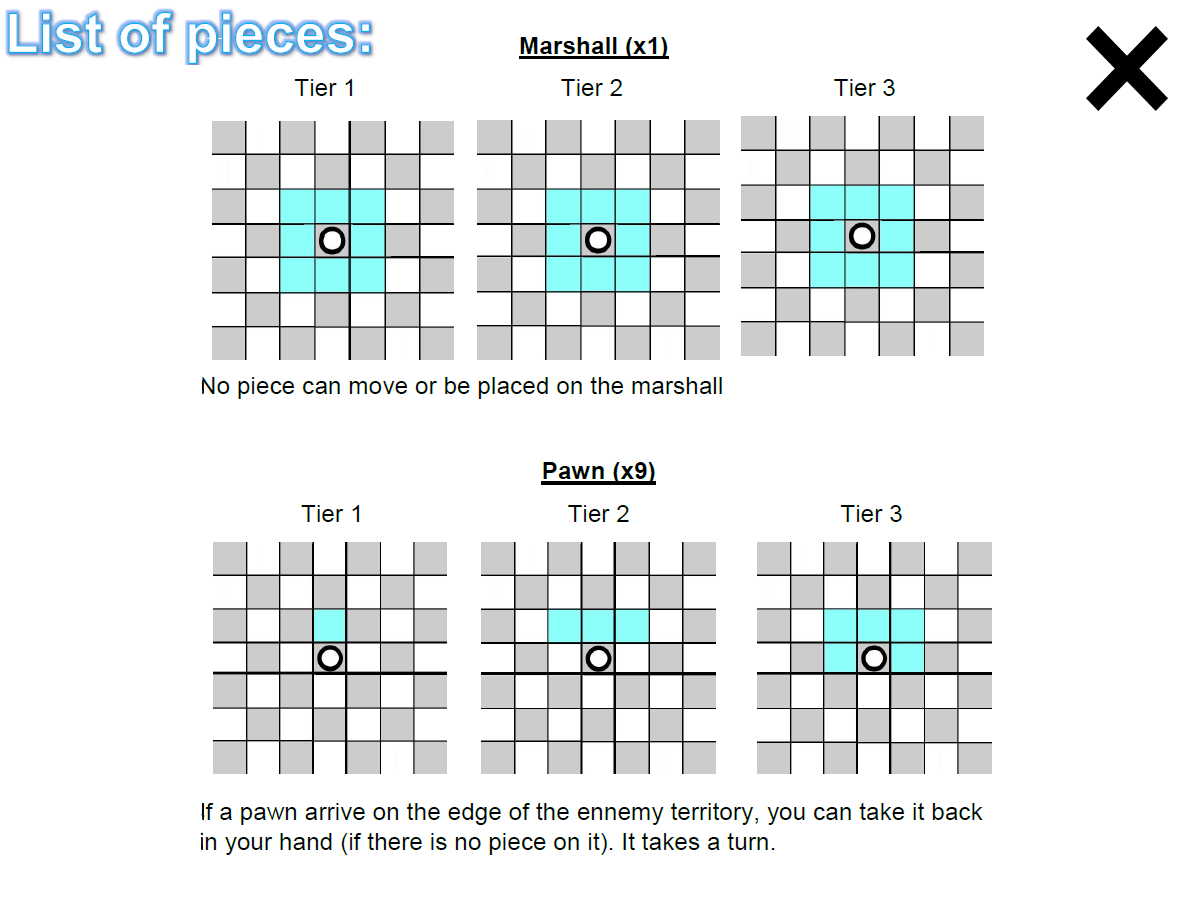 List of pieces:
Marshall (x1)
Tier 1
Tier 2
Tier 3
No piece can move or be placed on the marshall
Pawn (x9)
Tier 1
Tier 2
Tier 3
If a pawn arrive on the edge of the ennemy territory, you can take it back
in your hand (if there is no piece on it). It takes a turn.